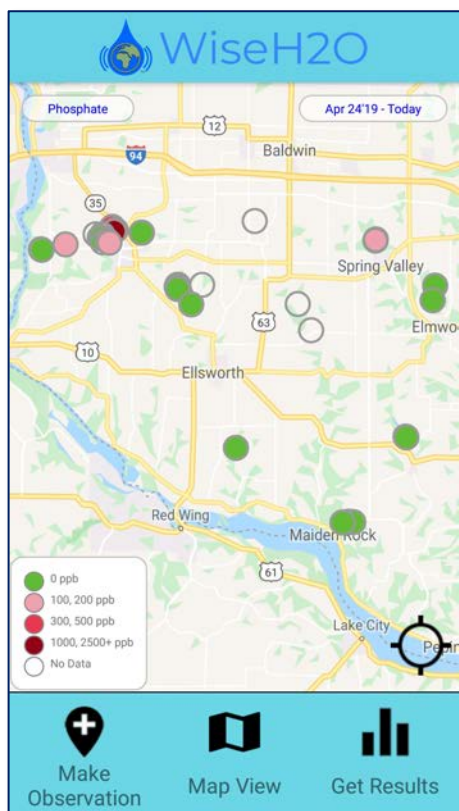 WiseH2O
Phosphate
Apr 24'19 - Today
12
Baldwin
94
35
Spring Valley
63
Elmwo
10
Ellsworth
Red Wing
Maiden Rock
61
Lake City
Pepin
0 ppb
100, 200 ppb
300, 500 ppb
1000, 2500+ ppb
No Data
Make
Observation
Map View
Get Results